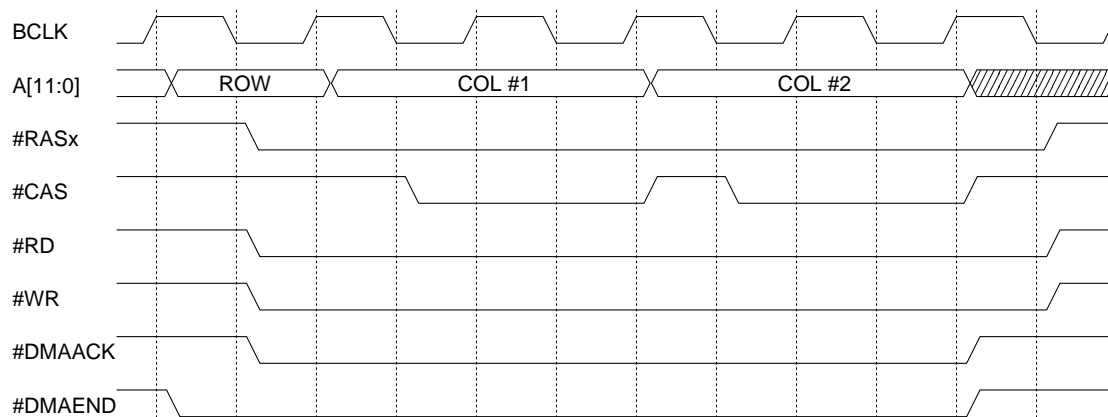 BCLK
A[11:0] ROW COL #1 COL #2
#RASx
#CAS
#RD
#WR
#DMAACK
#DMAEND